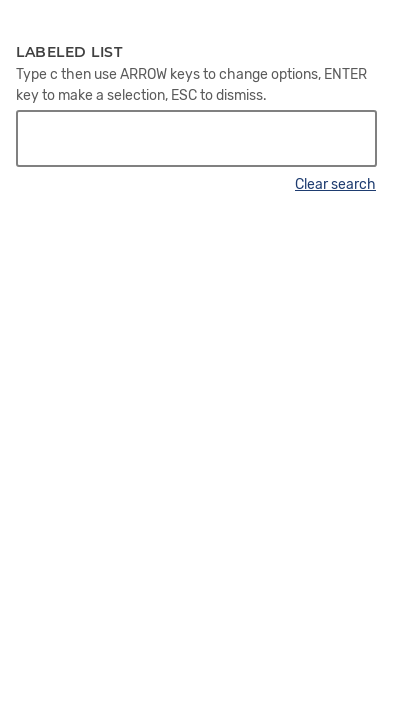 LABELED LIST
Type c then use ARROW keys to change options, ENTER
key to make a selection, ESC to dismiss.
Clear search